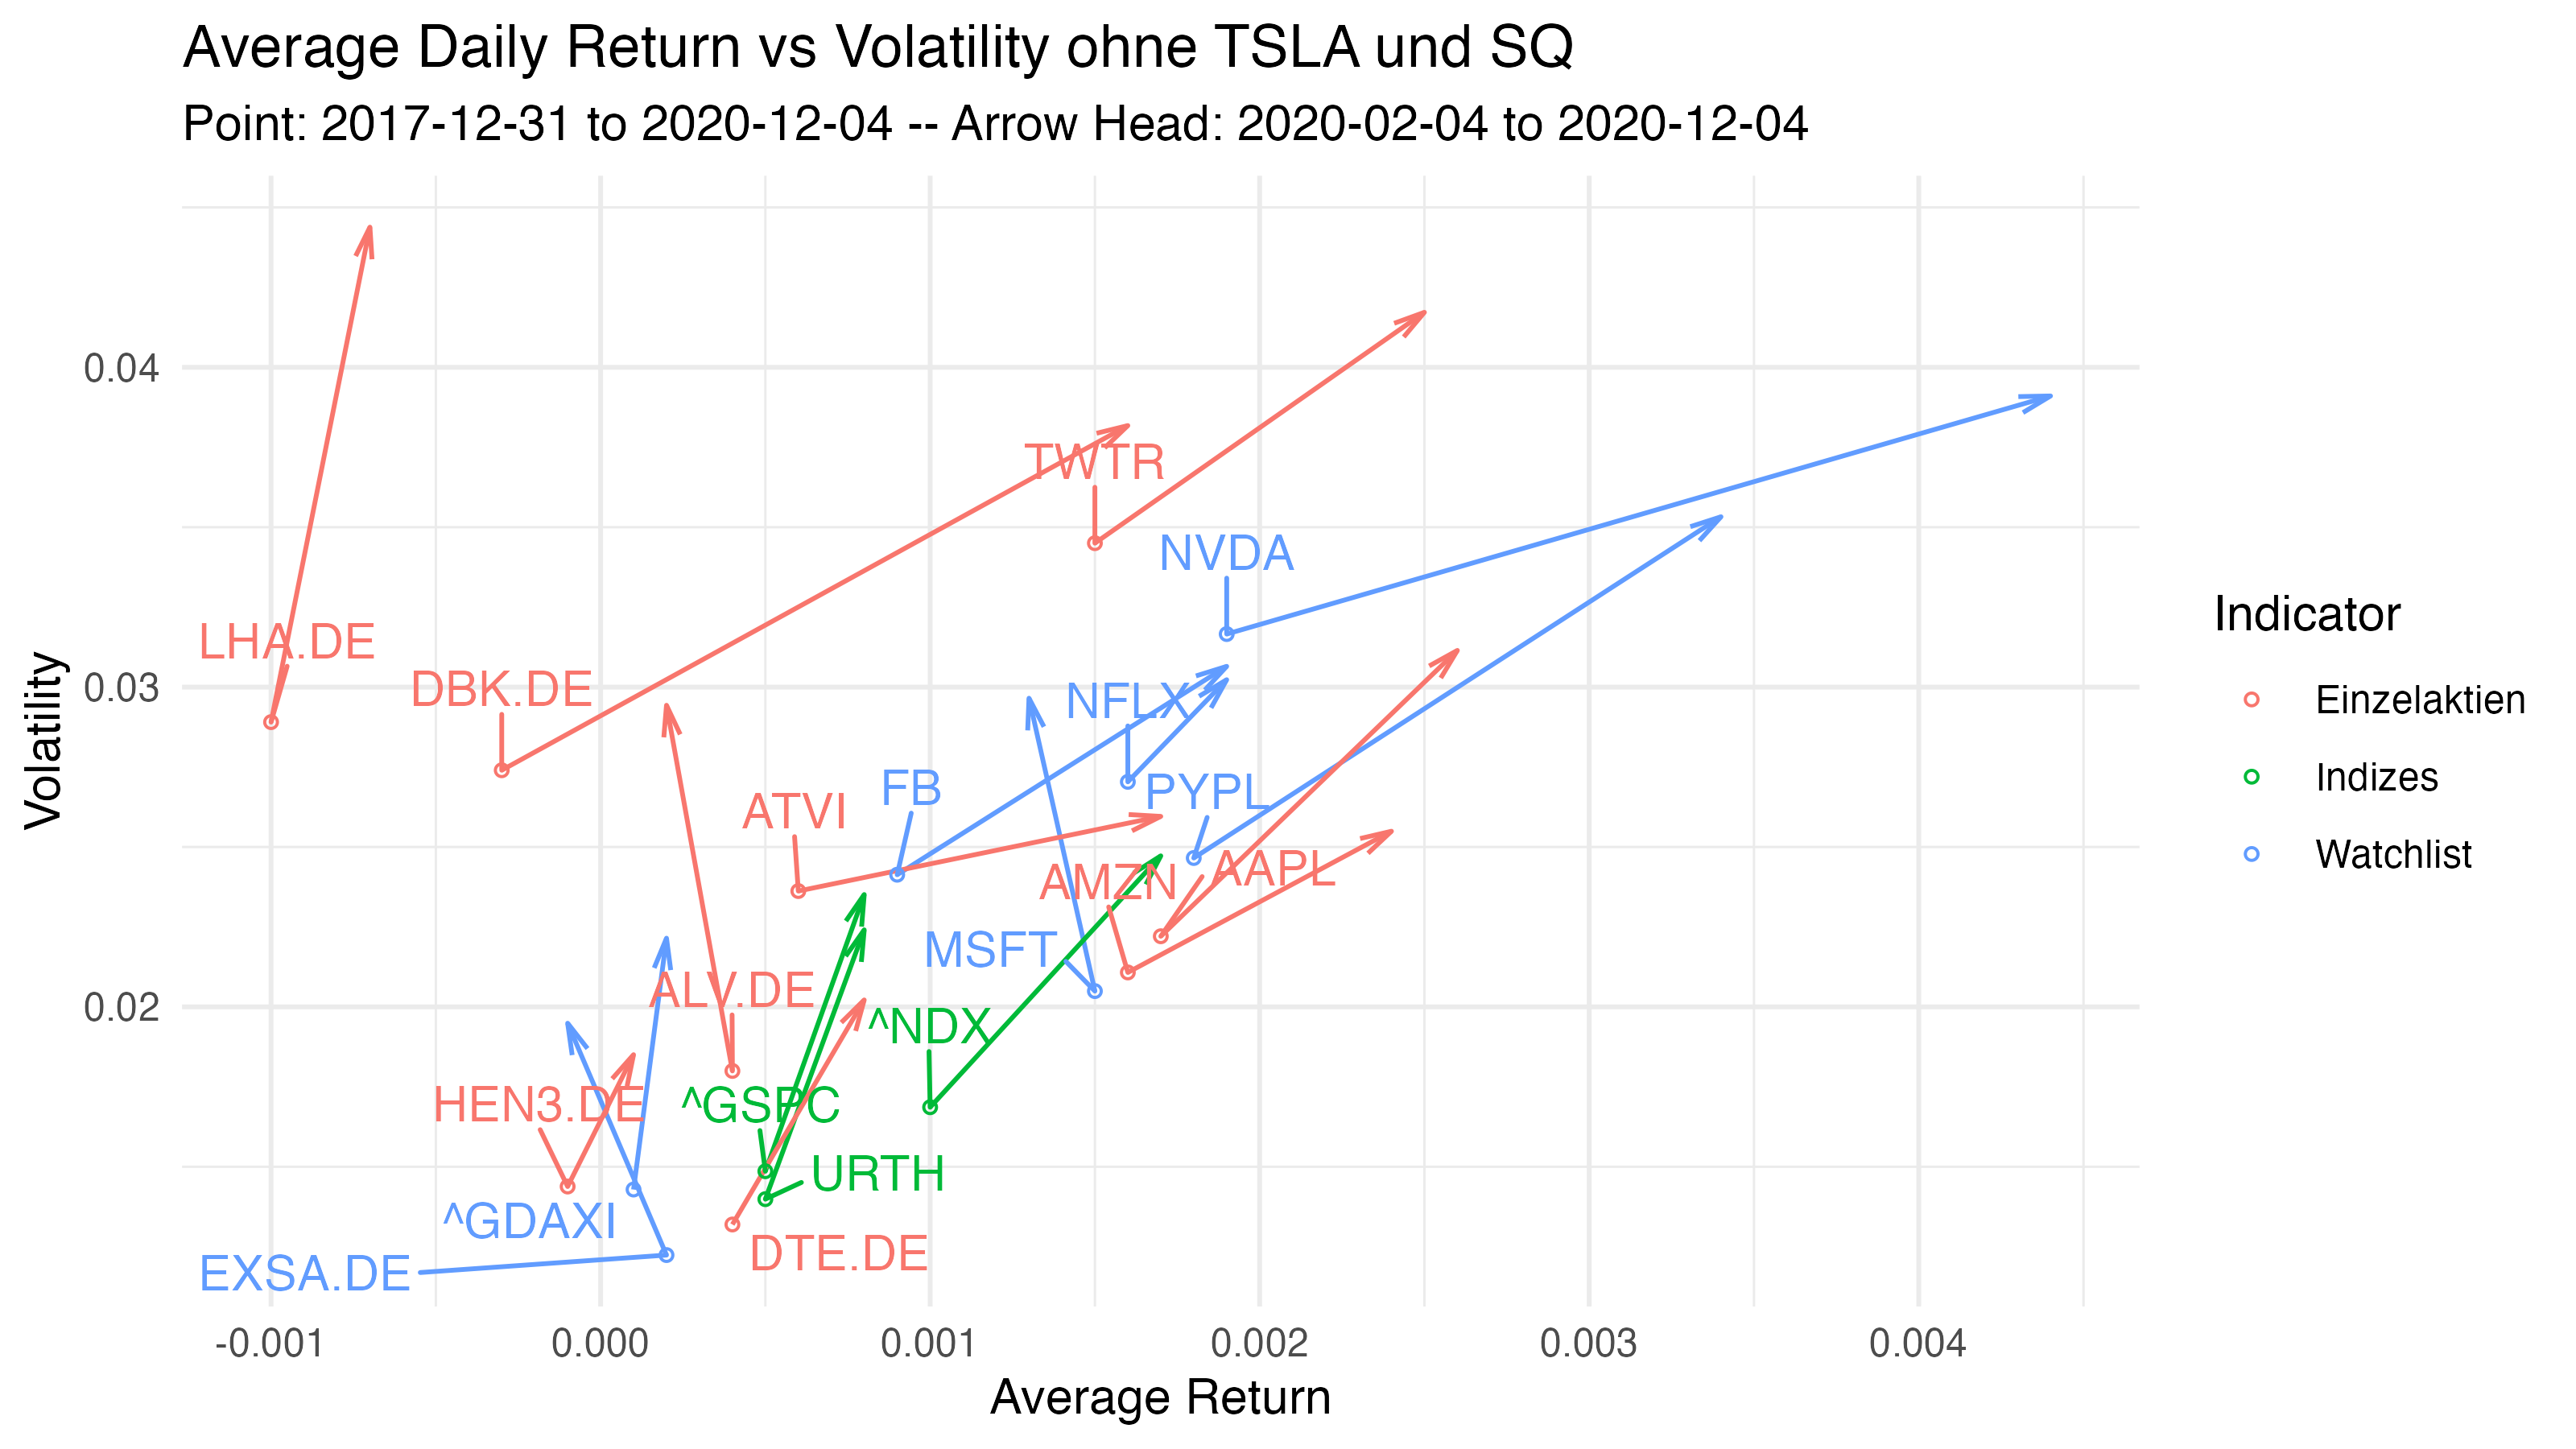 Average Daily Return vs Volatility ohne TSLA und SQ
Point: 2017-12-31 to 2020-12-04 -- Arrow Head: 2020-02-04 to 2020-12-04
Volatility
0.04
0.03
0.02
TWTR
NVDA
LHA.DE
DBK.DE
NFLX
FB
PYPL
ATVI
AAPL
AMZN
MSFT
ALV.DE
^NDX
HEN3.DE
^GSPC
URTH
^GDAXI
DTE.DE
EXSA.DE
-0.001
0.000
0.001
0.002
0.003
0.004
Average Return
Indicator
Einzelaktien
Indizes
Watchlist